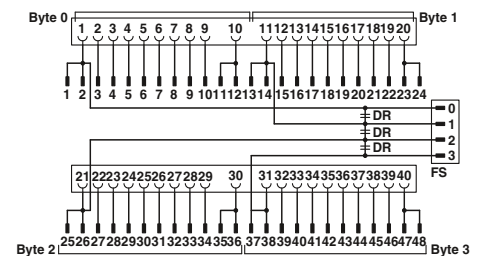 Byte 0 Byte 1
1 2 3 4 5 6 7 8 9 10 11 12 13 14 15 16 17 18 19 20
1 2 3 4 5 6 7 8 9 10 11 12 13 14 15 16 17 18 19 20 21 22 23 24
0
DR
1
DR
2
DR
3
FS
21 22 23 24 25 26 27 28 29 30 31 32 33 34 35 36 37 38 39 40
25 26 27 28 29 30 31 32 33 34 35 36 37 38 39 40 41 42 43 44 45 46 47 48
Byte 2 Byte 3